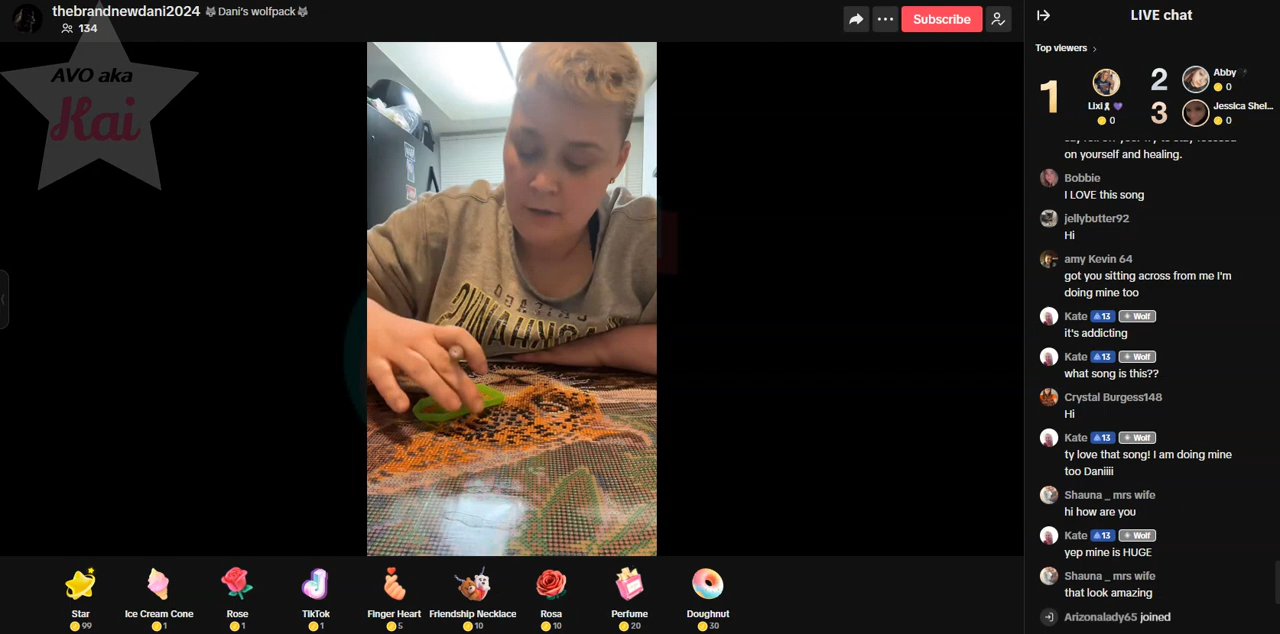 thebrandnewdani2024 🐺Dani's wolfpack🐺
134
Subscribe
AVO aka
Kai
LIVE chat
Top viewers >
1
Lixi
0
2
Abby
0
3
Jessica Shel...
0
on yourself and healing.
Bobbie
I LOVE this song
jellybutter92
Hi
amy Kevin 64
got you sitting across from me I'm
doing mine too
Kate 13 Wolf
it's addicting
Kate 13 Wolf
what song is this??
Crystal Burgess148
Hi
Kate 13 Wolf
ty love that song! I am doing mine
too Daniiii
Shauna _ mrs wife
hi how are you
Kate 13 Wolf
yep mine is HUGE
Shauna _ mrs wife
that look amazing
Arizonalady65 joined
Star
99
Ice Cream Cone
1
Rose
1
TikTok
1
Finger Heart
5
Friendship Necklace
10
Rosa
10
Perfume
20
Doughnut
30